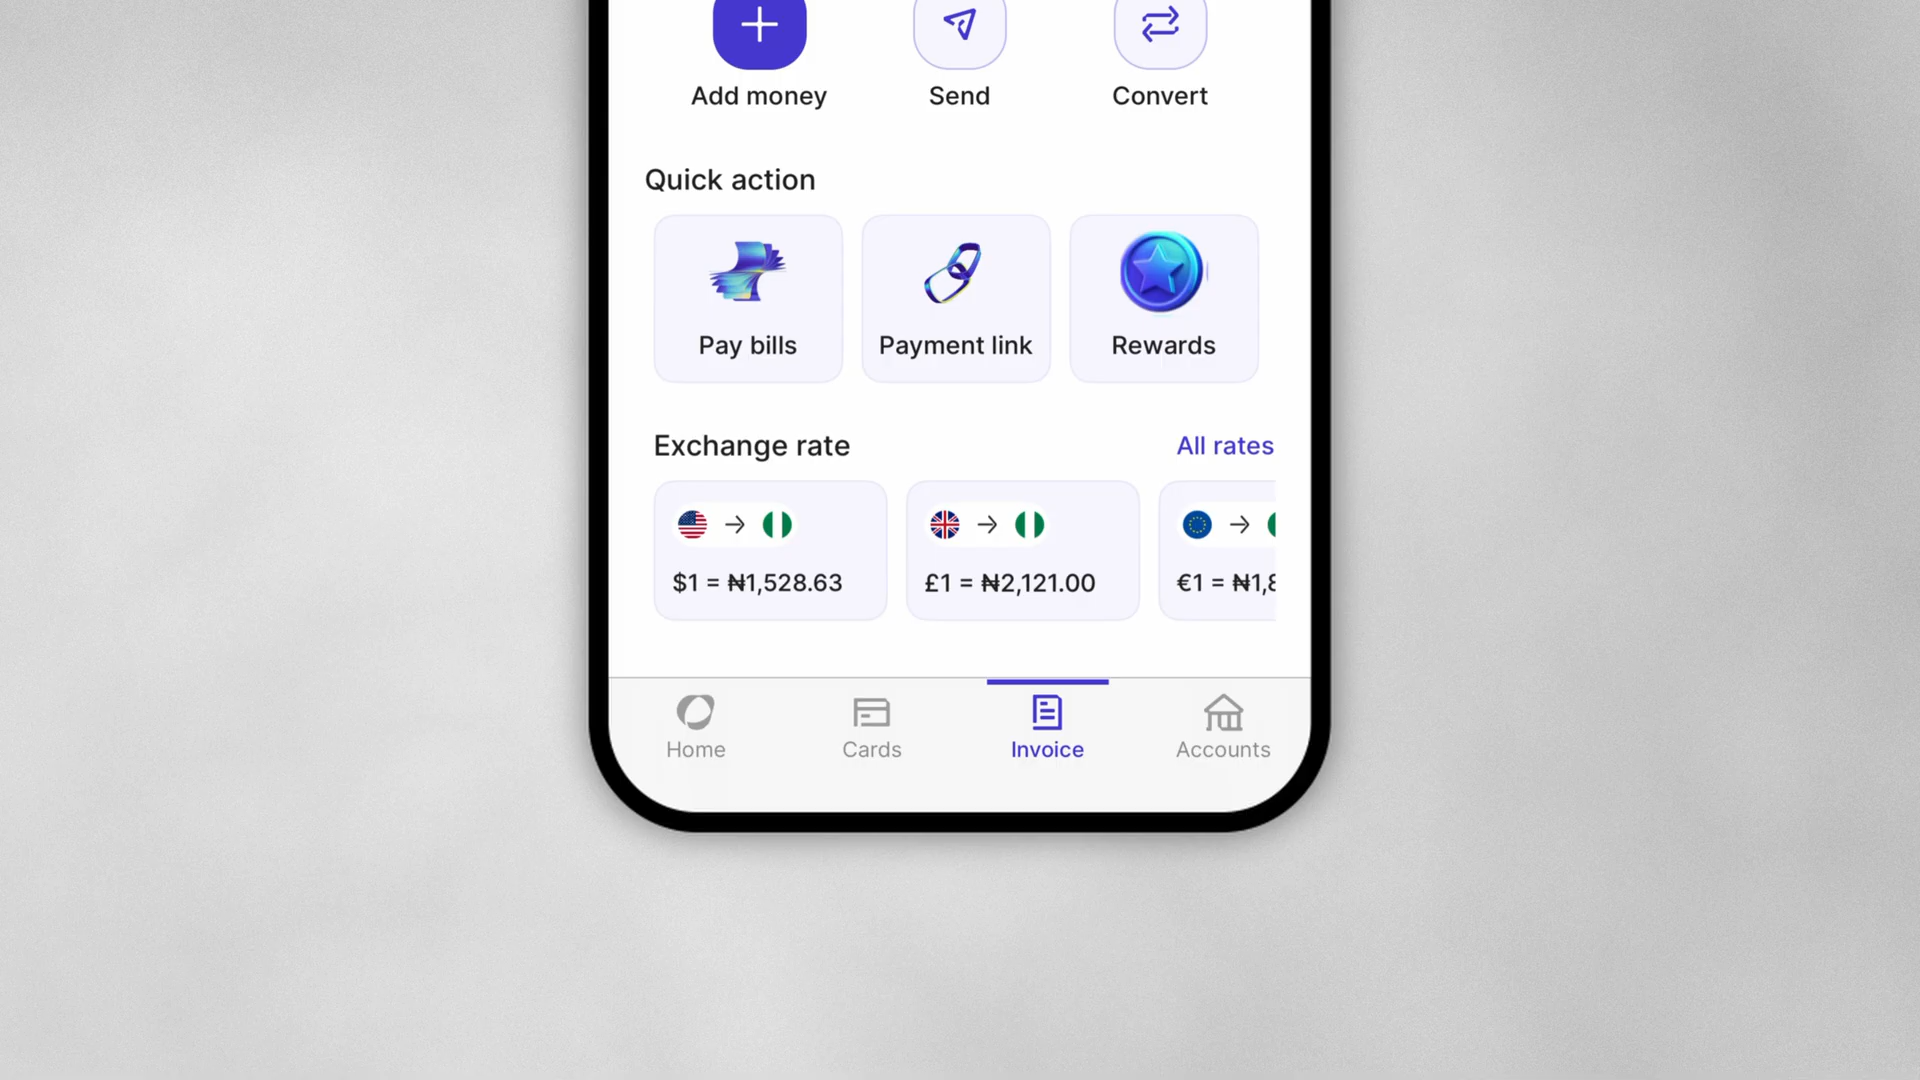 Add money
Send
Convert
Quick action
Pay bills
Payment link
Rewards
Exchange rate
All rates
$1 = ₦1,528.63
£1 = ₦2,121.00
€1 = ₦1,8
Home
Cards
Invoice
Accounts